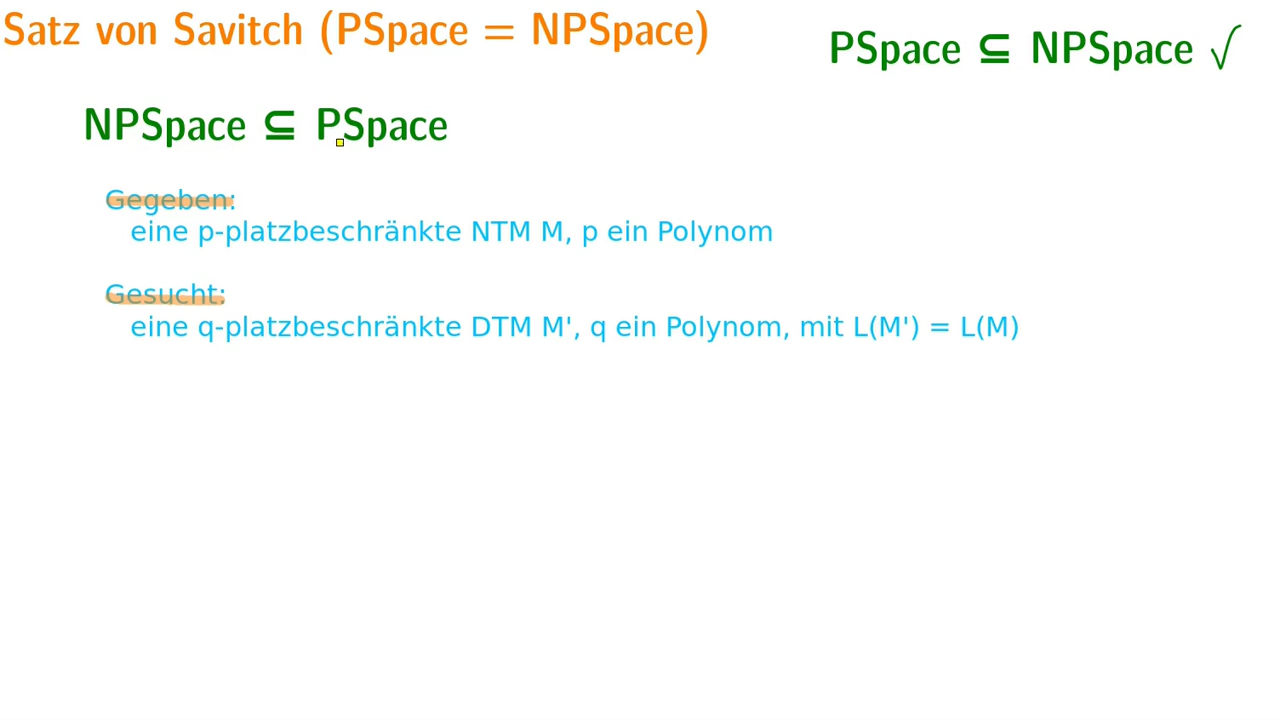 Satz von Savitch (PSpace = NPSpace)
PSpace ⊆ NPSpace √
NPSpace ⊆ PSpace
Gegeben:
eine p-platzbeschränkte NTM M, p ein Polynom
Gesucht:
eine q-platzbeschränkte DTM M', q ein Polynom, mit L(M') = L(M)